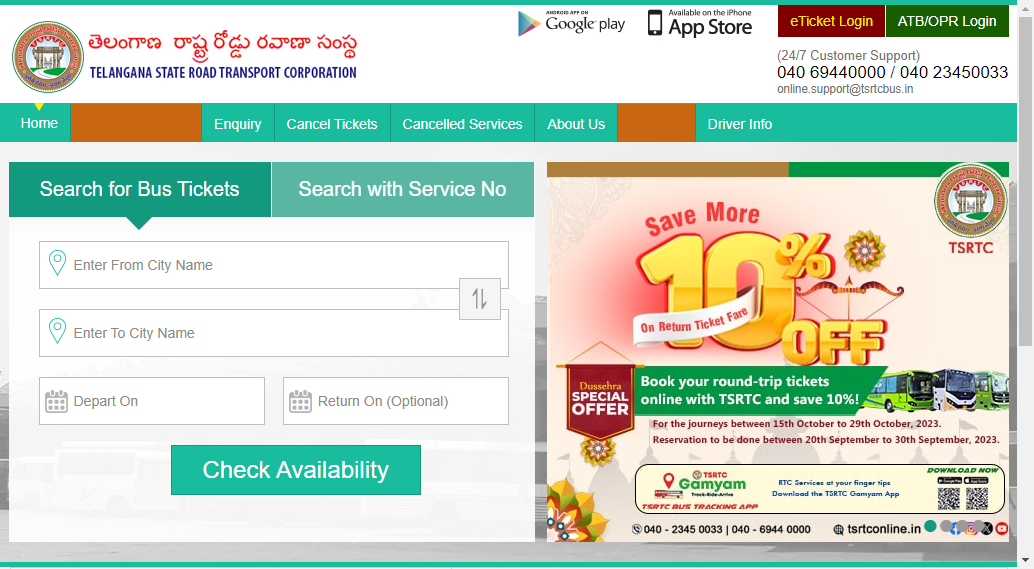 తెలంగాణ రాష్ట్ర రోడ్డు రవాణా సంస్థ
TELANGANA STATE ROAD TRANSPORT CORPORATION
ANDROID APP ON
Google play
Available on the iPhone
App Store
eTicket Login
ATB/OPR Login
(24/7 Customer Support)
040 69440000 / 040 23450033
online.support@tsrtcbus.in
Home
Enquiry
Cancel Tickets
Cancelled Services
About Us
Driver Info
Search for Bus Tickets
Search with Service No
Enter From City Name
Enter To City Name
Depart On
Return On (Optional)
Check Availability
TSRTC
Save More
10%
On Return Ticket Fare
OFF
Dussehra
SPECIAL
OFFER
Book your round-trip tickets
online with TSRTC and save 10%!
For the journeys between 15th October to 29th October, 2023.
Reservation to be done between 20th September to 30th September, 2023.
TSRTC
Gamyam
Track-Ride-Arrive
TSRTC BUS TRACKING APP
RTC Services at your finger tips
Download the TSRTC Gamyam App
DOWNLOAD NOW
Google Play
App Store
040 - 2345 0033 | 040 - 6944 0000
tsrtconline.in